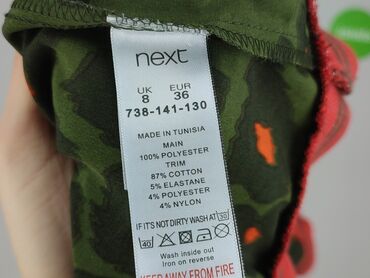 next
UK EUR
8 36
738-141-130
MADE IN TUNISIA
MAIN
100% POLYESTER
TRIM
87% COTTON
5% ELASTANE
4% POLYESTER
4% NYLON
IF IT'S NOT DIRTY WASH AT 30
40
Wash inside out
Iron on reverse
KEEP AWAY FROM FIRE